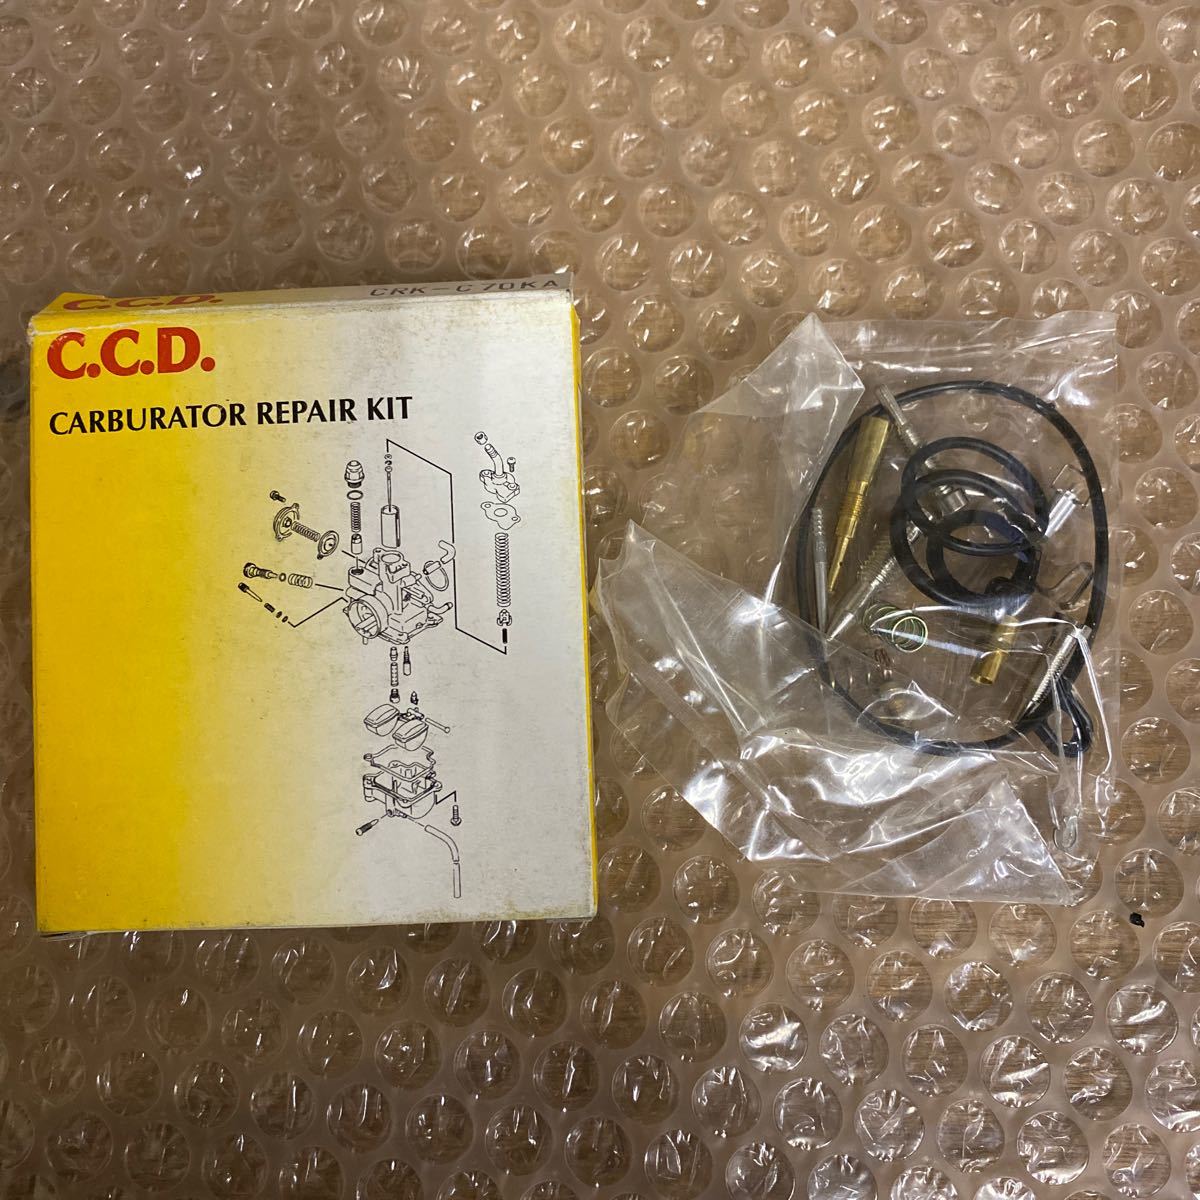 C.C.D.
CRK-C70KA
C.C.D.
CARBURATOR REPAIR KIT